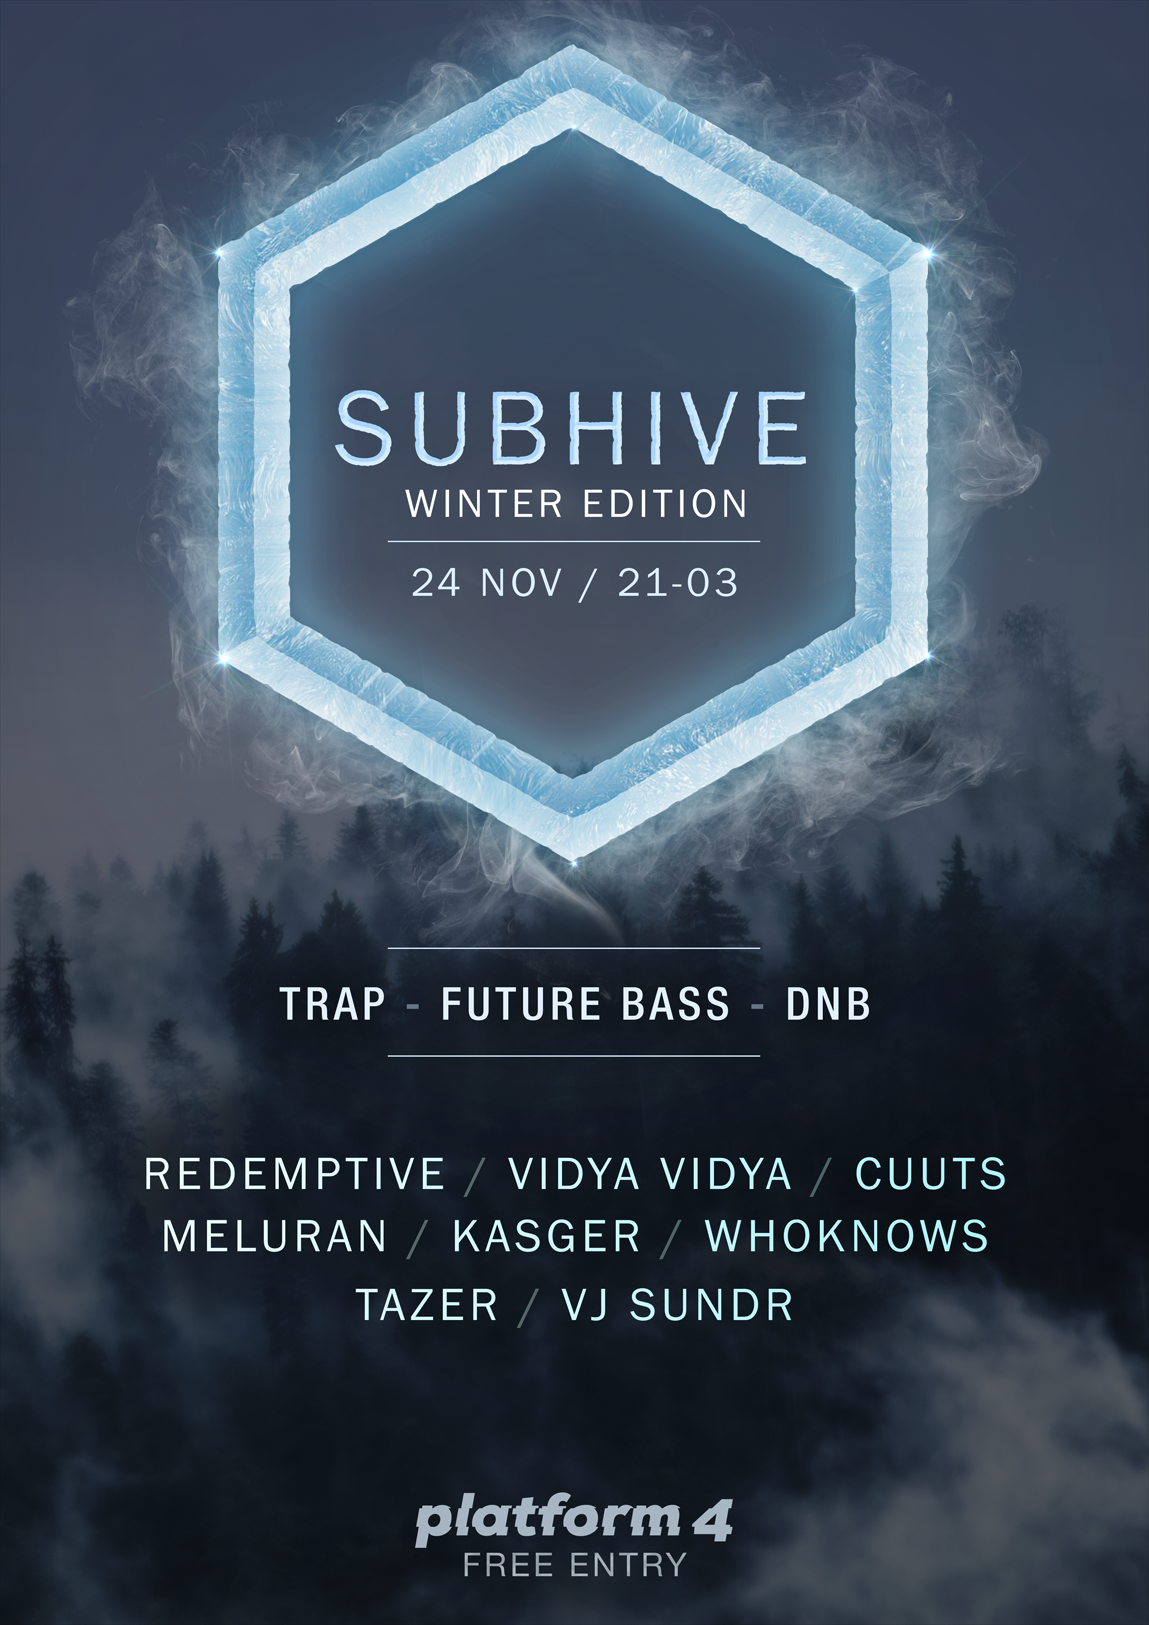 SUBHIVE
WINTER EDITION
24 NOV / 21-03
TRAP - FUTURE BASS - DNB
REDEMPTIVE / VIDYA VIDYA / CUUTS
MELURAN / KASGER / WHOKNOWS
TAZER / VJ SUNDR
platform 4
FREE ENTRY